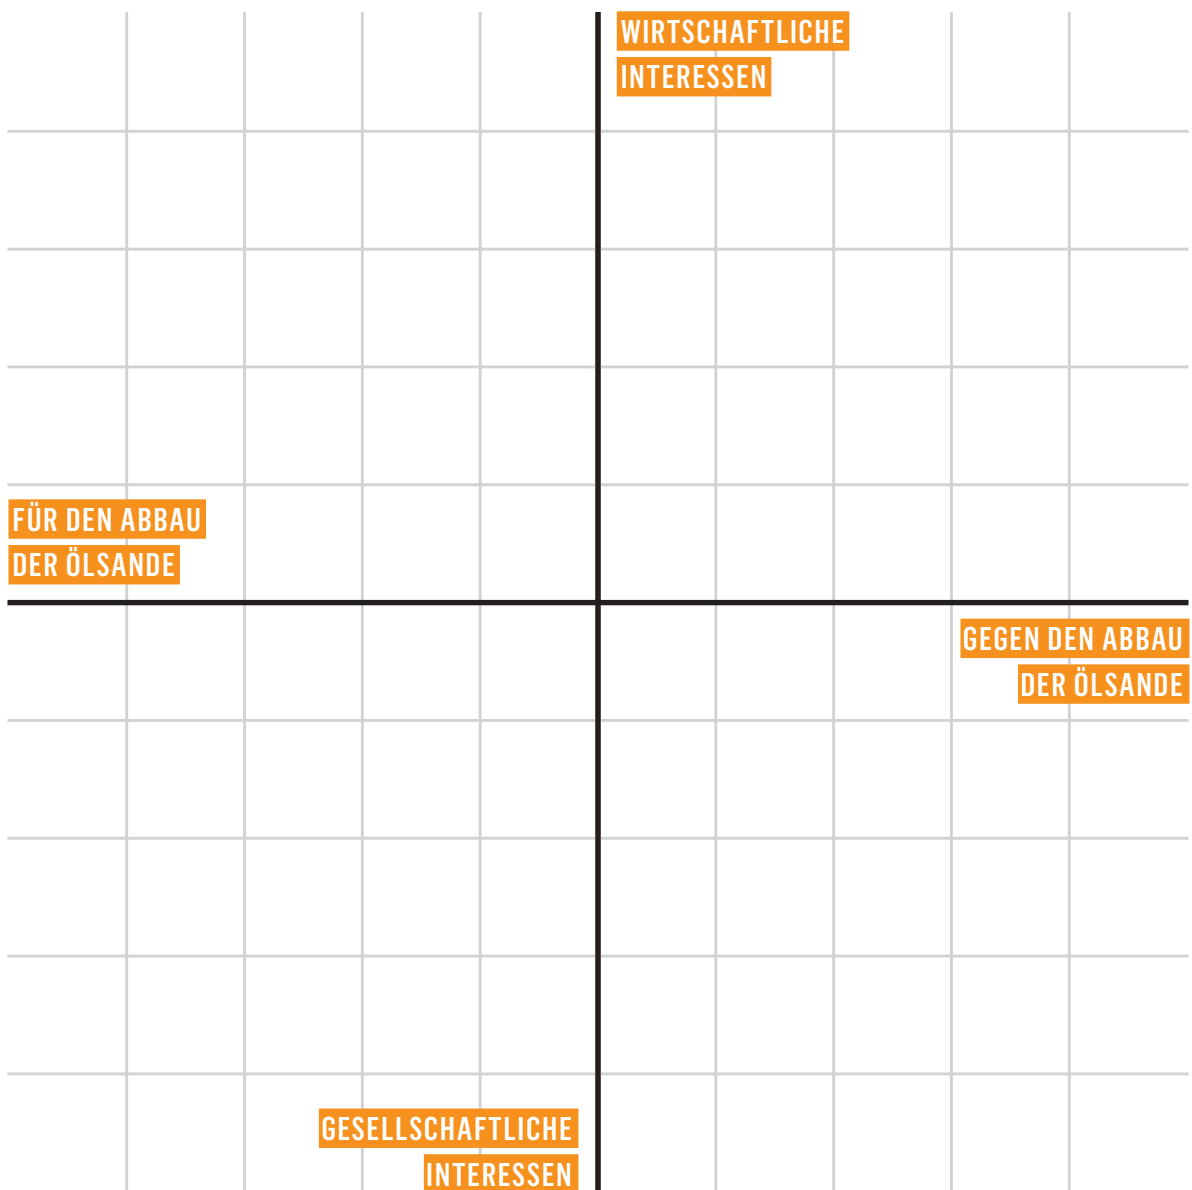 WIRTSCHAFTLICHE
INTERESSEN
FÜR DEN ABBAU
DER ÖLSANDE
GEGEN DEN ABBAU
DER ÖLSANDE
GESELLSCHAFTLICHE
INTERESSEN